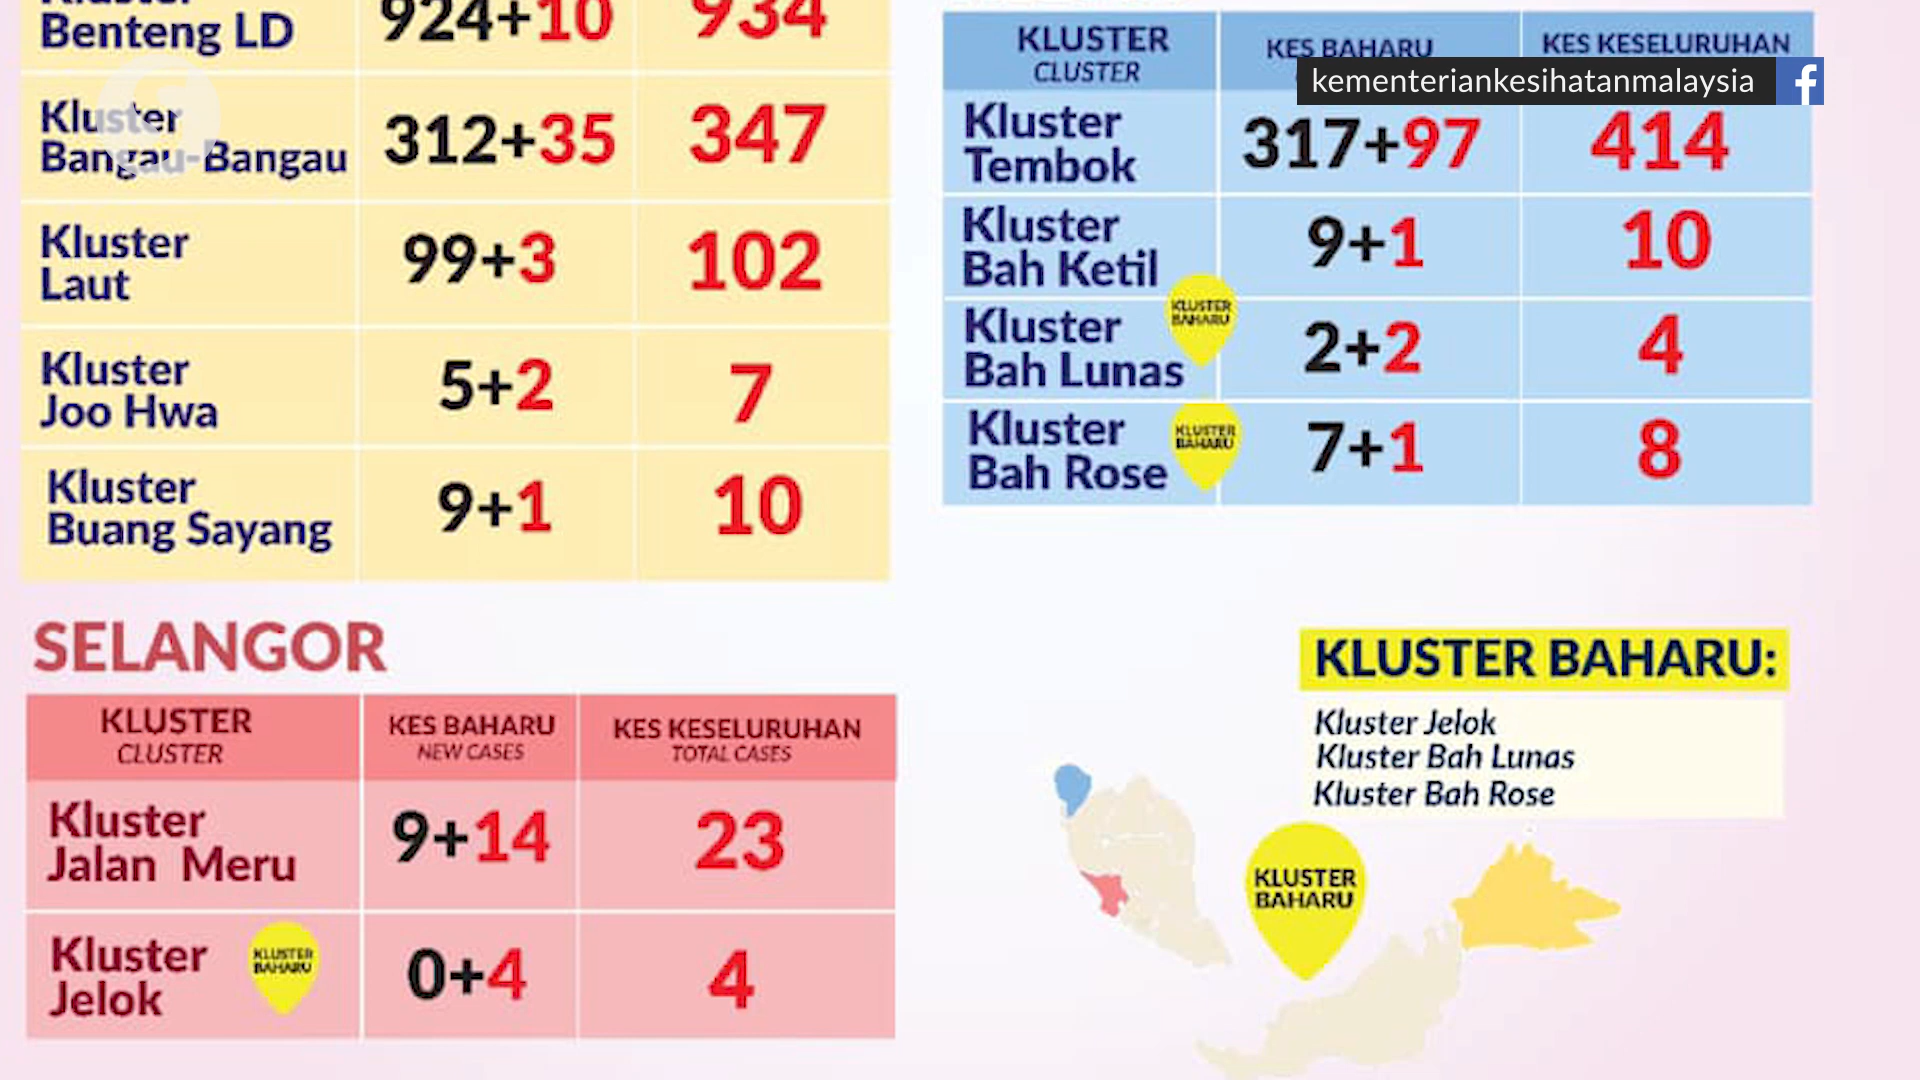 Kluster
Benteng LD
924+10
934
Kluster
Bangau-Bangau
312+35
347
Kluster
Laut
99+3
102
Kluster
Joo Hwa
5+2
7
Kluster
Buang Sayang
9+1
10
KLUSTER
CLUSTER
KES BAHARU
KES KESELURUHAN
kementeriankesihatanmalaysia
Kluster
Tembok
317+97
414
Kluster
Bah Ketil
9+1
10
Kluster
Bah Lunas
KLUSTER
BAHARU
2+2
4
Kluster
Bah Rose
KLUSTER
BAHARU
7+1
8
SELANGOR
KLUSTER
CLUSTER
KES BAHARU
NEW CASES
KES KESELURUHAN
TOTAL CASES
Kluster
Jalan Meru
9+14
23
Kluster
Jelok
KLUSTER
BAHARU
0+4
4
KLUSTER BAHARU:
Kluster Jelok
Kluster Bah Lunas
Kluster Bah Rose
KLUSTER
BAHARU